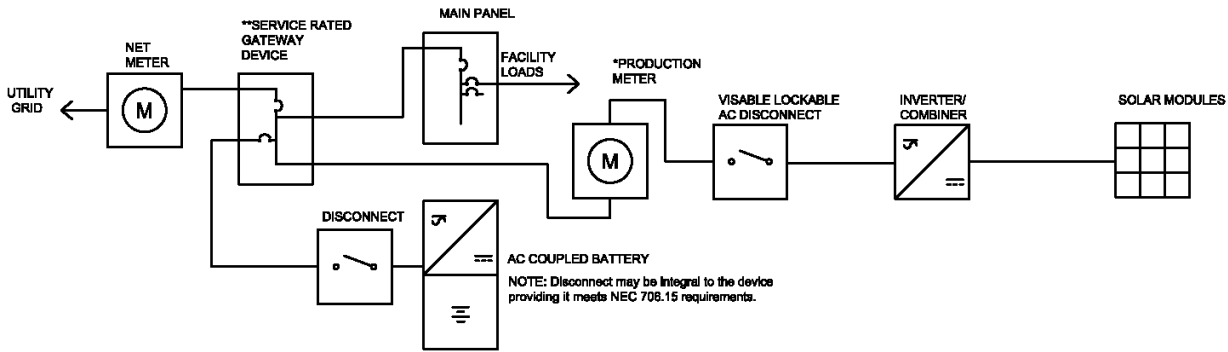 MAIN PANEL
**SERVICE RATED
GATEWAY
DEVICE
NET
METER
FACILITY
LOADS
*PRODUCTION
METER
UTILITY
GRID
VISABLE LOCKABLE
AC DISCONNECT
INVERTER/
COMBINER
SOLAR MODULES
M
M
DISCONNECT
AC COUPLED BATTERY
NOTE: Disconnect may be integral to the device
providing it meets NEC 706.15 requirements.